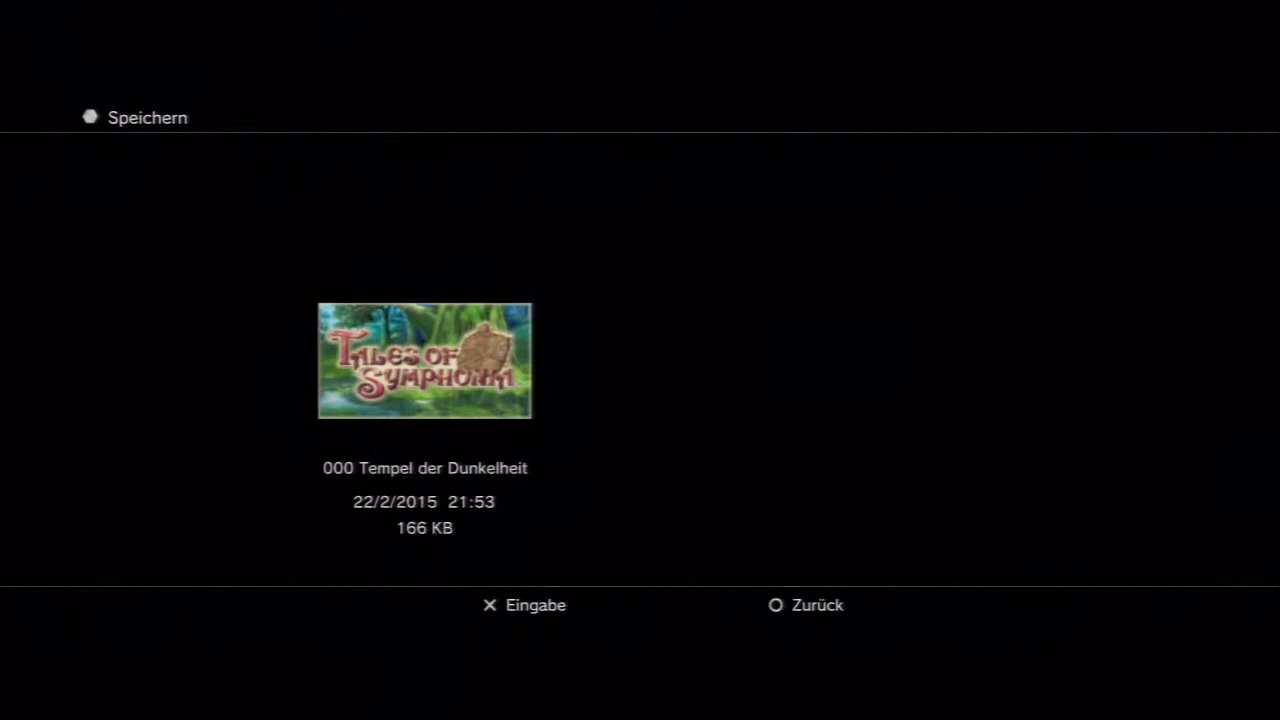 Speichern
TALES OF
SYMPHONIA
000 Tempel der Dunkelheit
22/2/2015 21:53
166 KB
Eingabe
Zurück